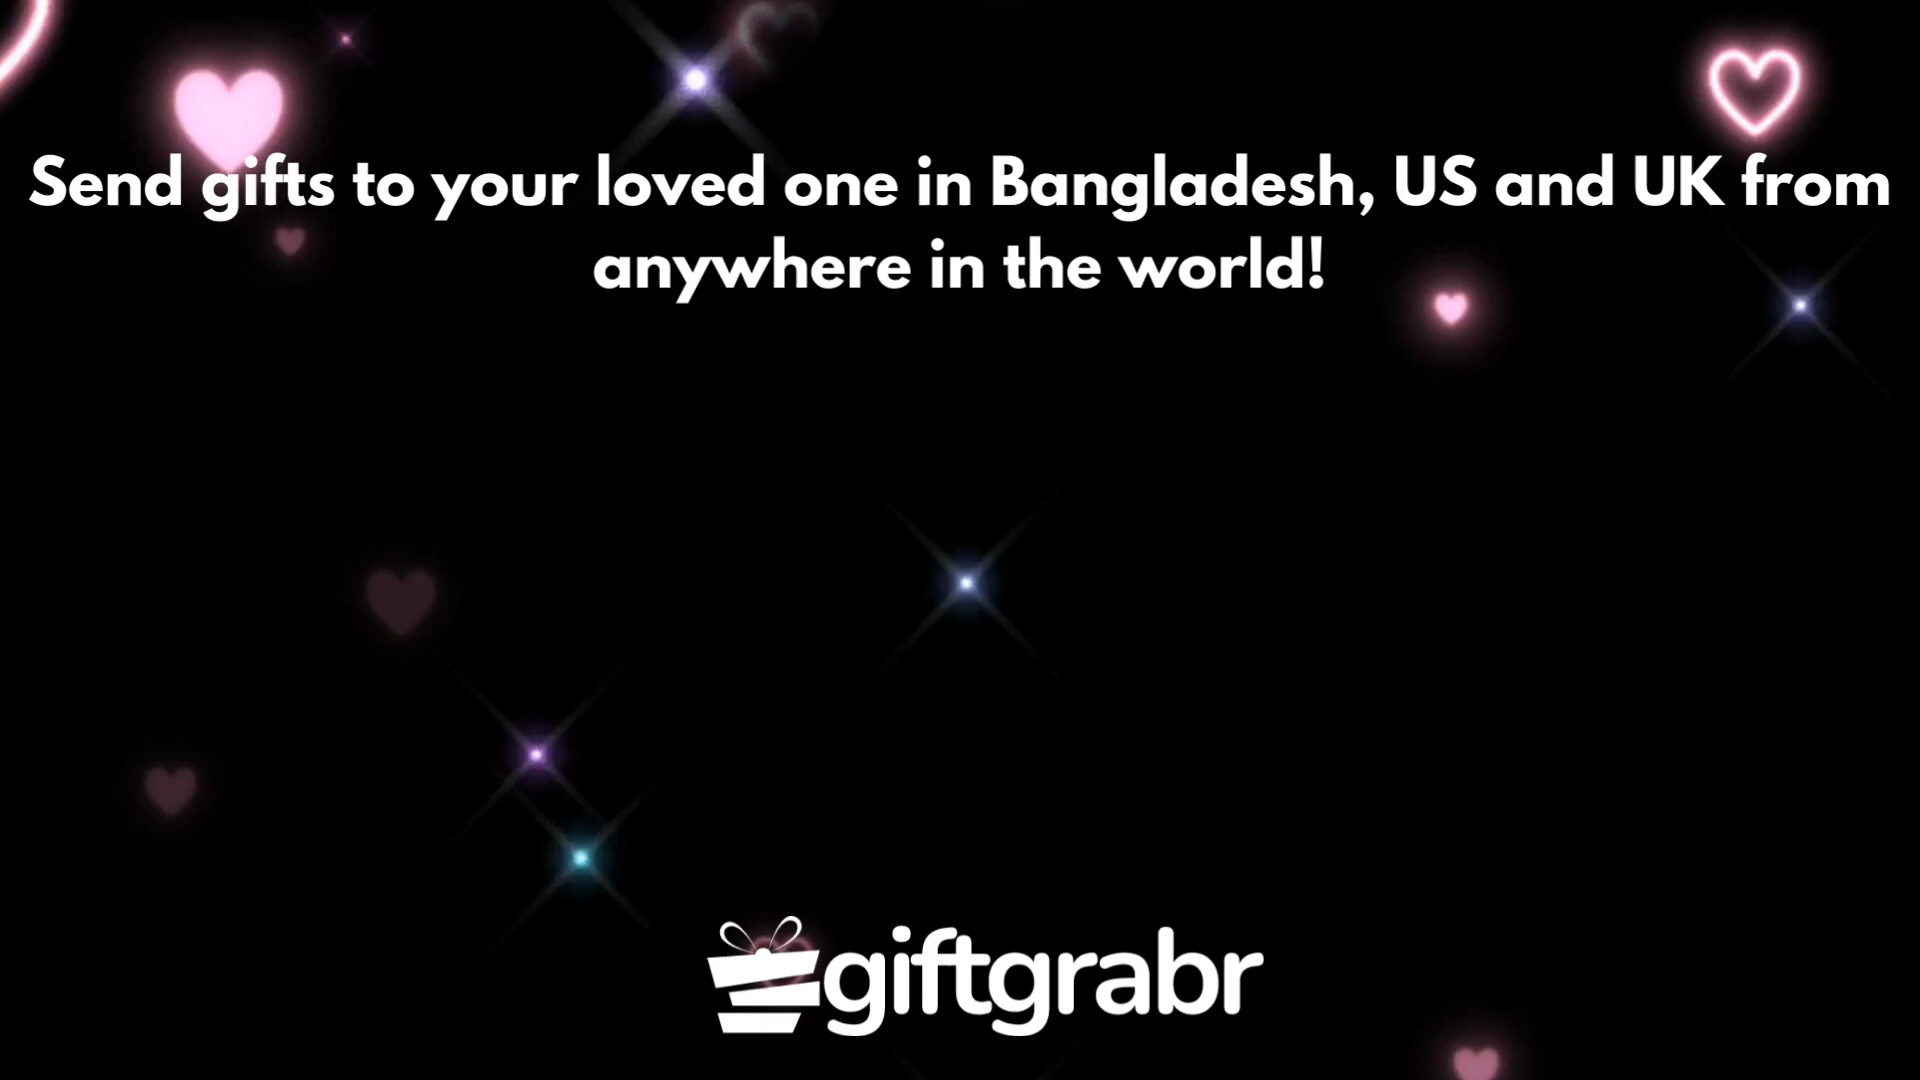 Send gifts to your loved one in Bangladesh, US and UK from
anywhere in the world!
giftgrabr